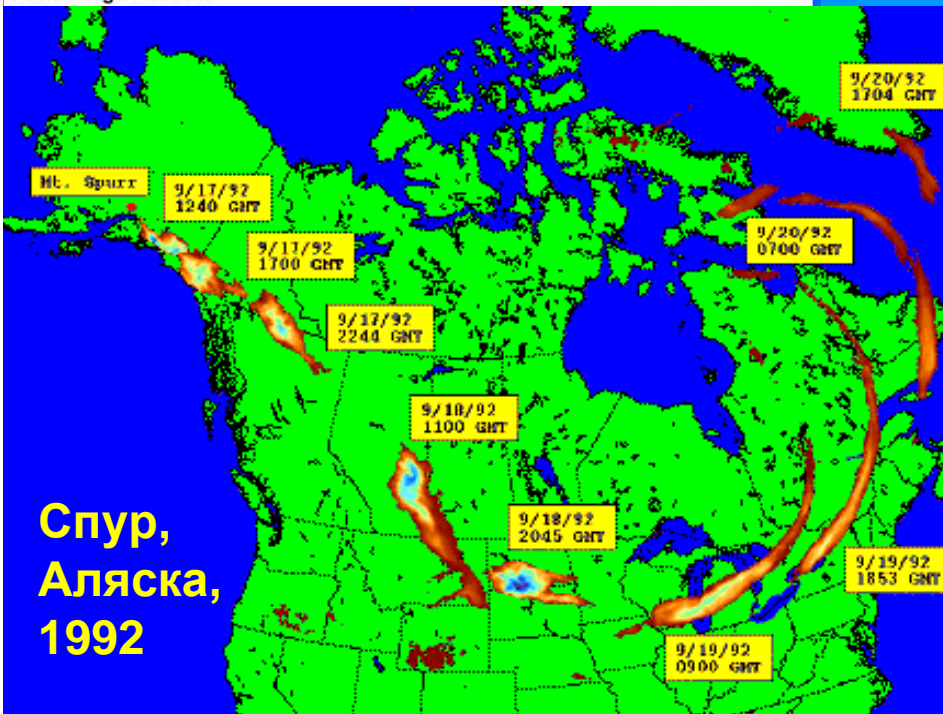 Mt. Spurr
9/17/92
1240 GMT
9/17/92
1700 GMT
9/17/92
2244 GMT
9/18/92
1100 GMT
9/18/92
2045 GMT
9/19/92
0900 GMT
9/19/92
1853 GMT
9/20/92
0700 GMT
9/20/92
1704 GMT
Спур,
Аляска,
1992